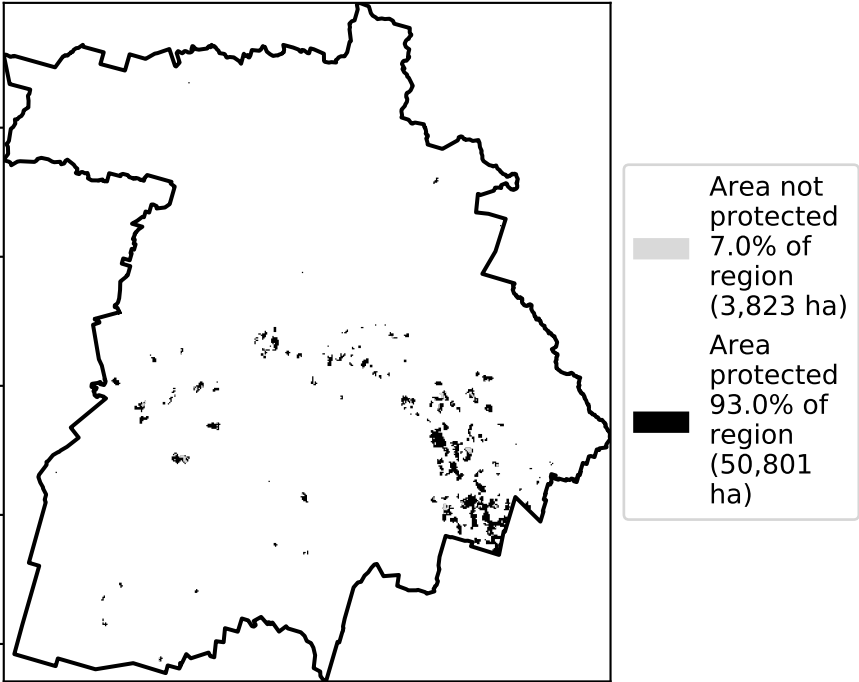 Area not
protected
7.0% of
region
(3,823 ha)
Area
protected
93.0% of
region
(50,801
ha)